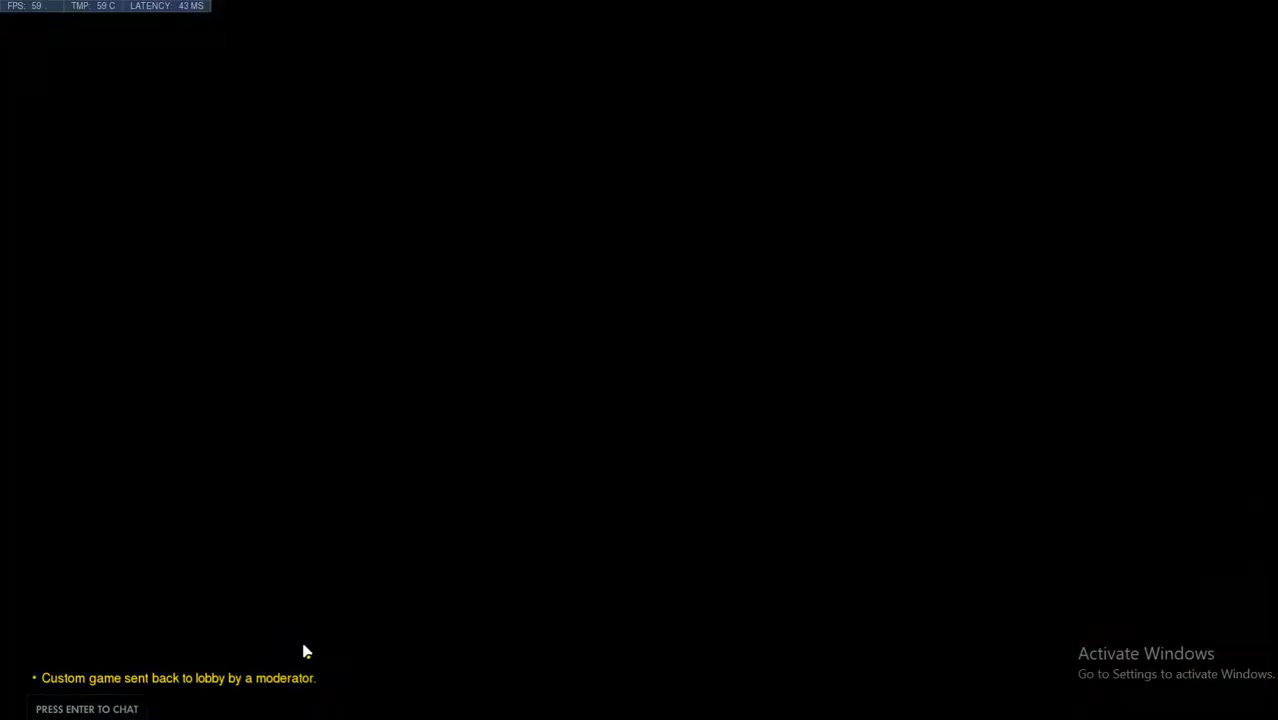 FPS: 59 TMP: 59 C LATENCY: 43 MS
• Custom game sent back to lobby by a moderator.
PRESS ENTER TO CHAT
Activate Windows
Go to Settings to activate Windows.